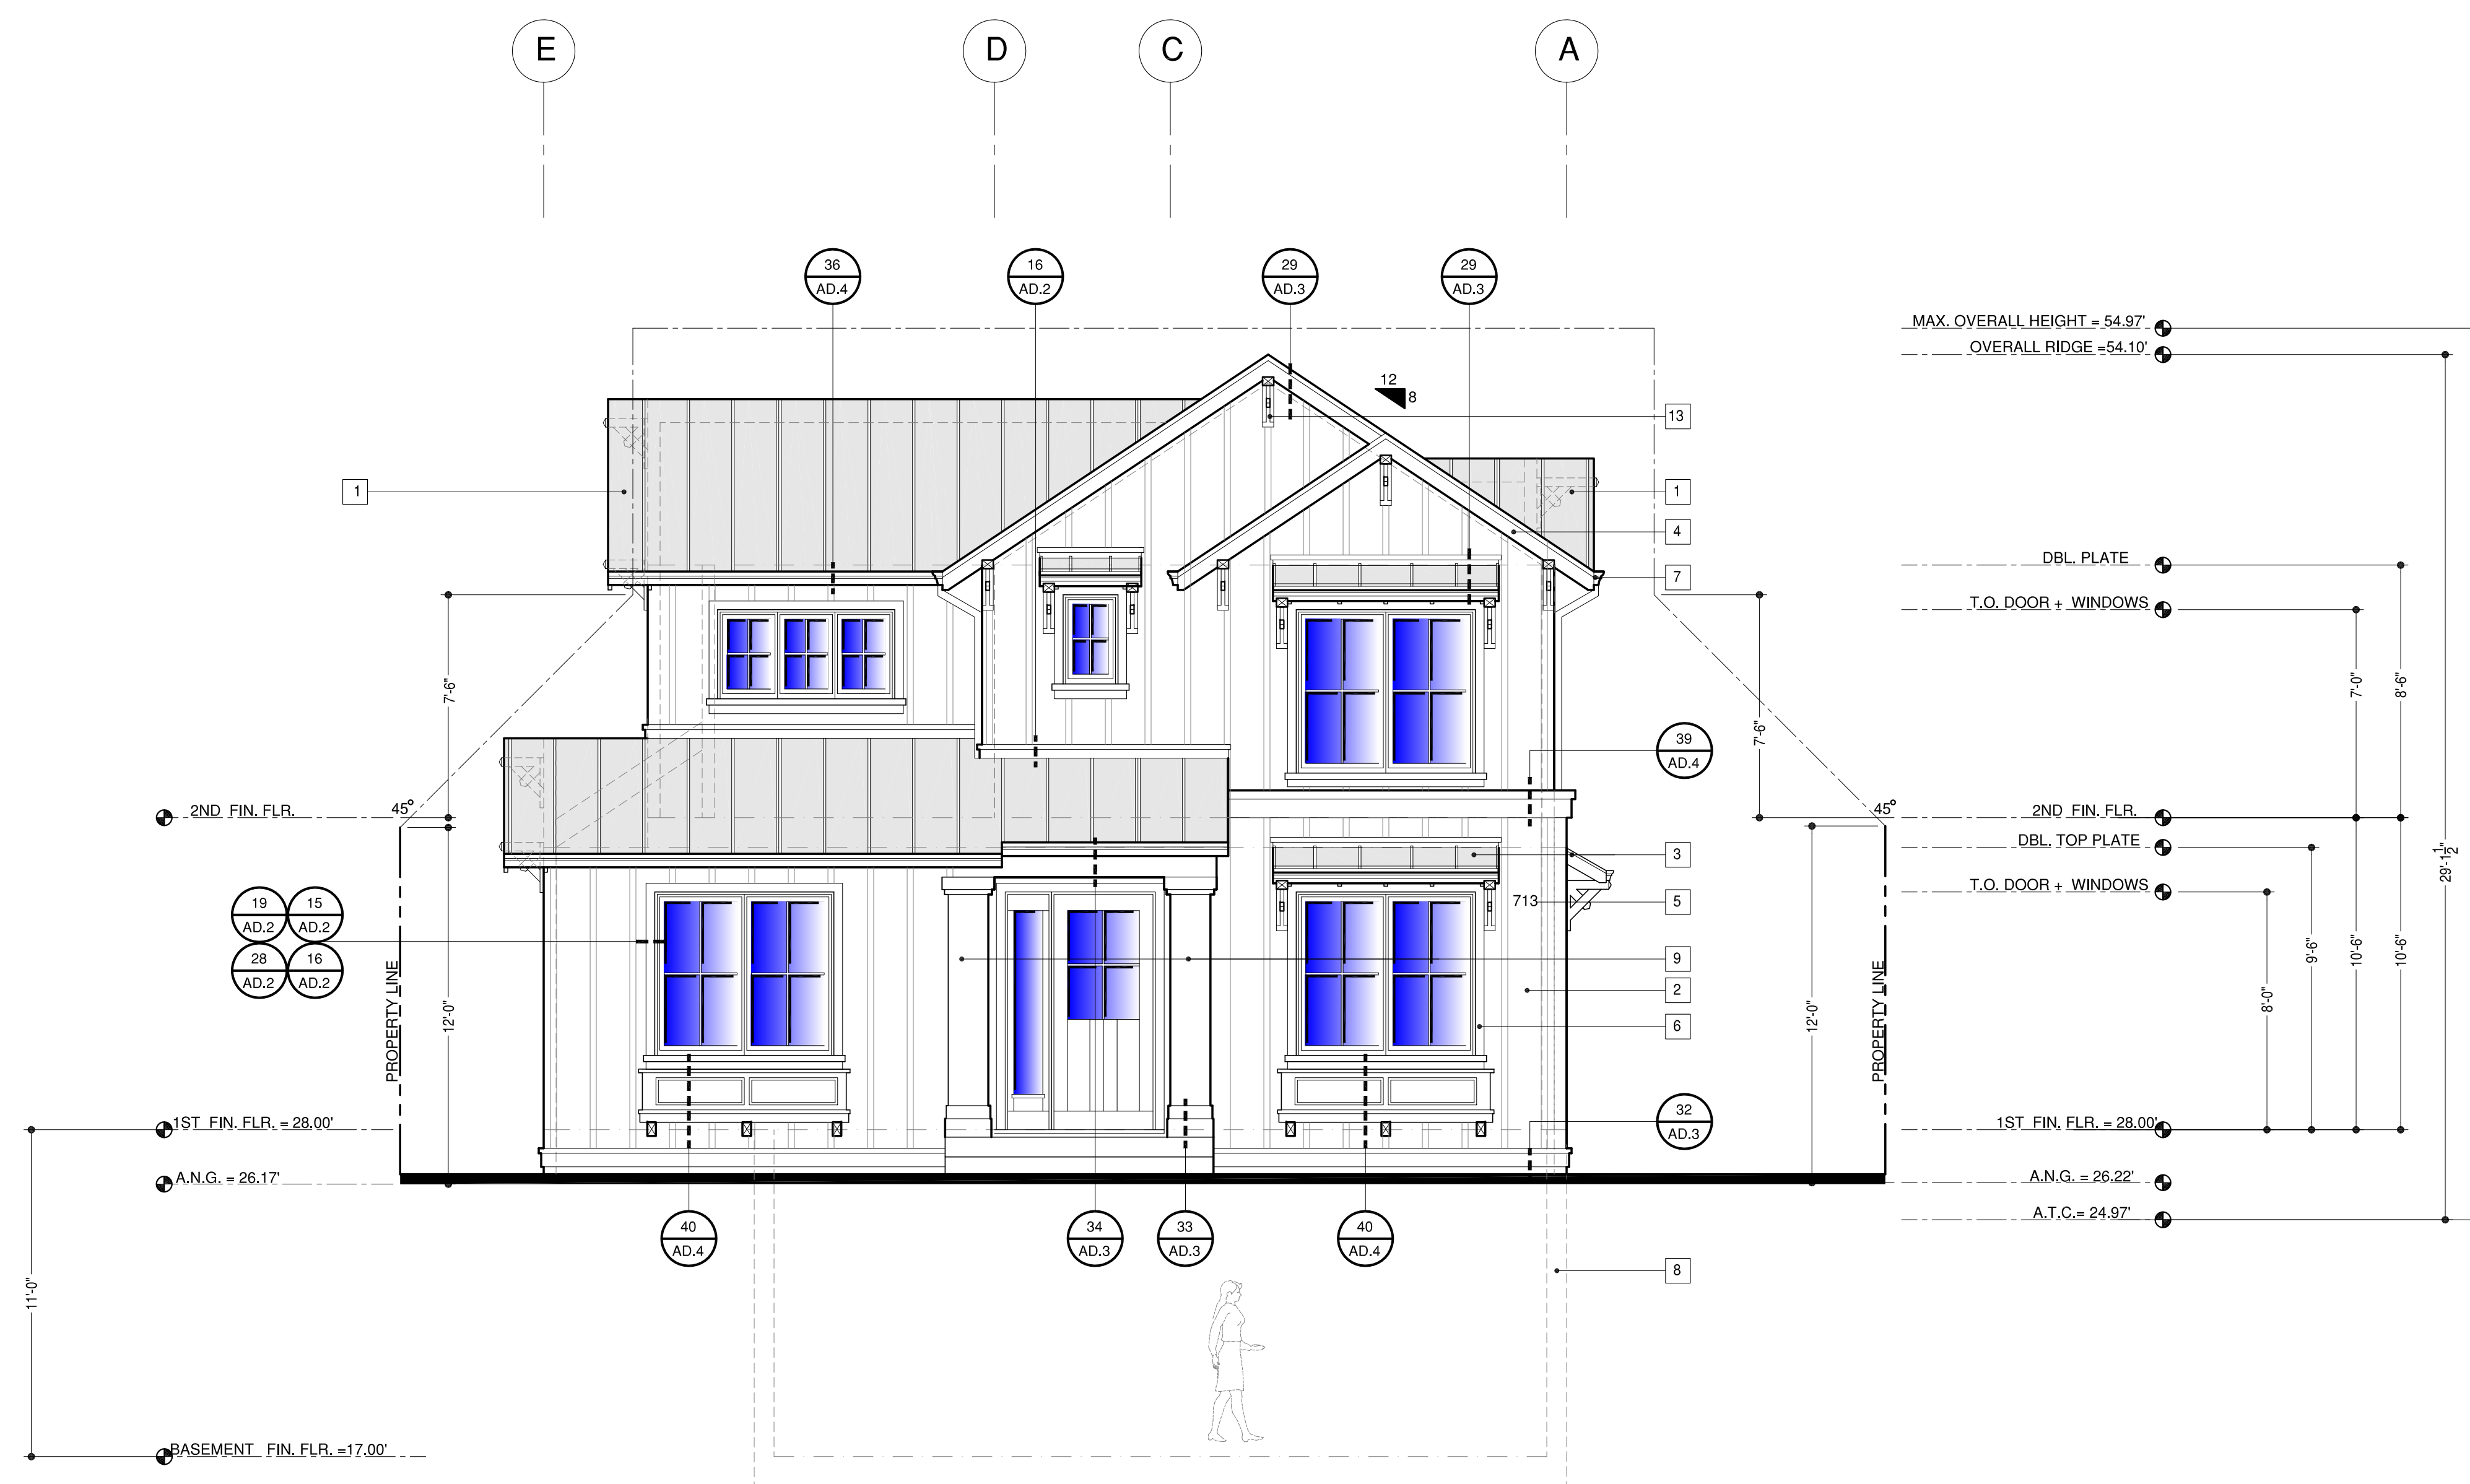 E
D
C
A
36
AD.4
16
AD.2
29
AD.3
29
AD.3
MAX. OVERALL HEIGHT = 54.97'
OVERALL RIDGE =54.10'
12
8
13
1
1
4
DBL. PLATE
7
T.O. DOOR + WINDOWS
7'-6"
7'-6"
7'-0"
8'-6"
39
AD.4
2ND FIN. FLR.
45°
45°
2ND FIN. FLR.
DBL. TOP PLATE
3
29'-1 1/2"
T.O. DOOR + WINDOWS
713
5
19
AD.2
15
AD.2
28
AD.2
16
AD.2
9
2
6
PROPERTY LINE
12'-0"
12'-0"
PROPERTY LINE
8'-0"
9'-6"
10'-6"
10'-6"
1ST FIN. FLR. = 28.00'
32
AD.3
1ST FIN. FLR. = 28.00'
A.N.G. = 26.17'
A.N.G. = 26.22'
A.T.C.= 24.97'
40
AD.4
34
AD.3
33
AD.3
40
AD.4
8
11'-0"
BASEMENT FIN. FLR. =17.00'